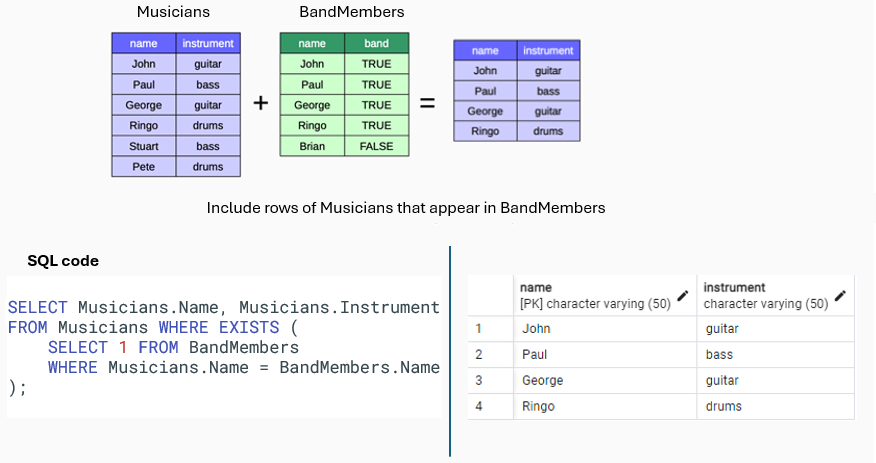 Musicians
BandMembers
name instrument
John guitar
Paul bass
George guitar
Ringo drums
Stuart bass
Pete drums
+
name band
John TRUE
Paul TRUE
George TRUE
Ringo TRUE
Brian FALSE
=
name instrument
John guitar
Paul bass
George guitar
Ringo drums
Include rows of Musicians that appear in BandMembers
SQL code
SELECT Musicians.Name, Musicians.Instrument
FROM Musicians WHERE EXISTS (
SELECT 1 FROM BandMembers
WHERE Musicians.Name = BandMembers.Name
);
name instrument
[PK] character varying (50) character varying (50)
1 John guitar
2 Paul bass
3 George guitar
4 Ringo drums